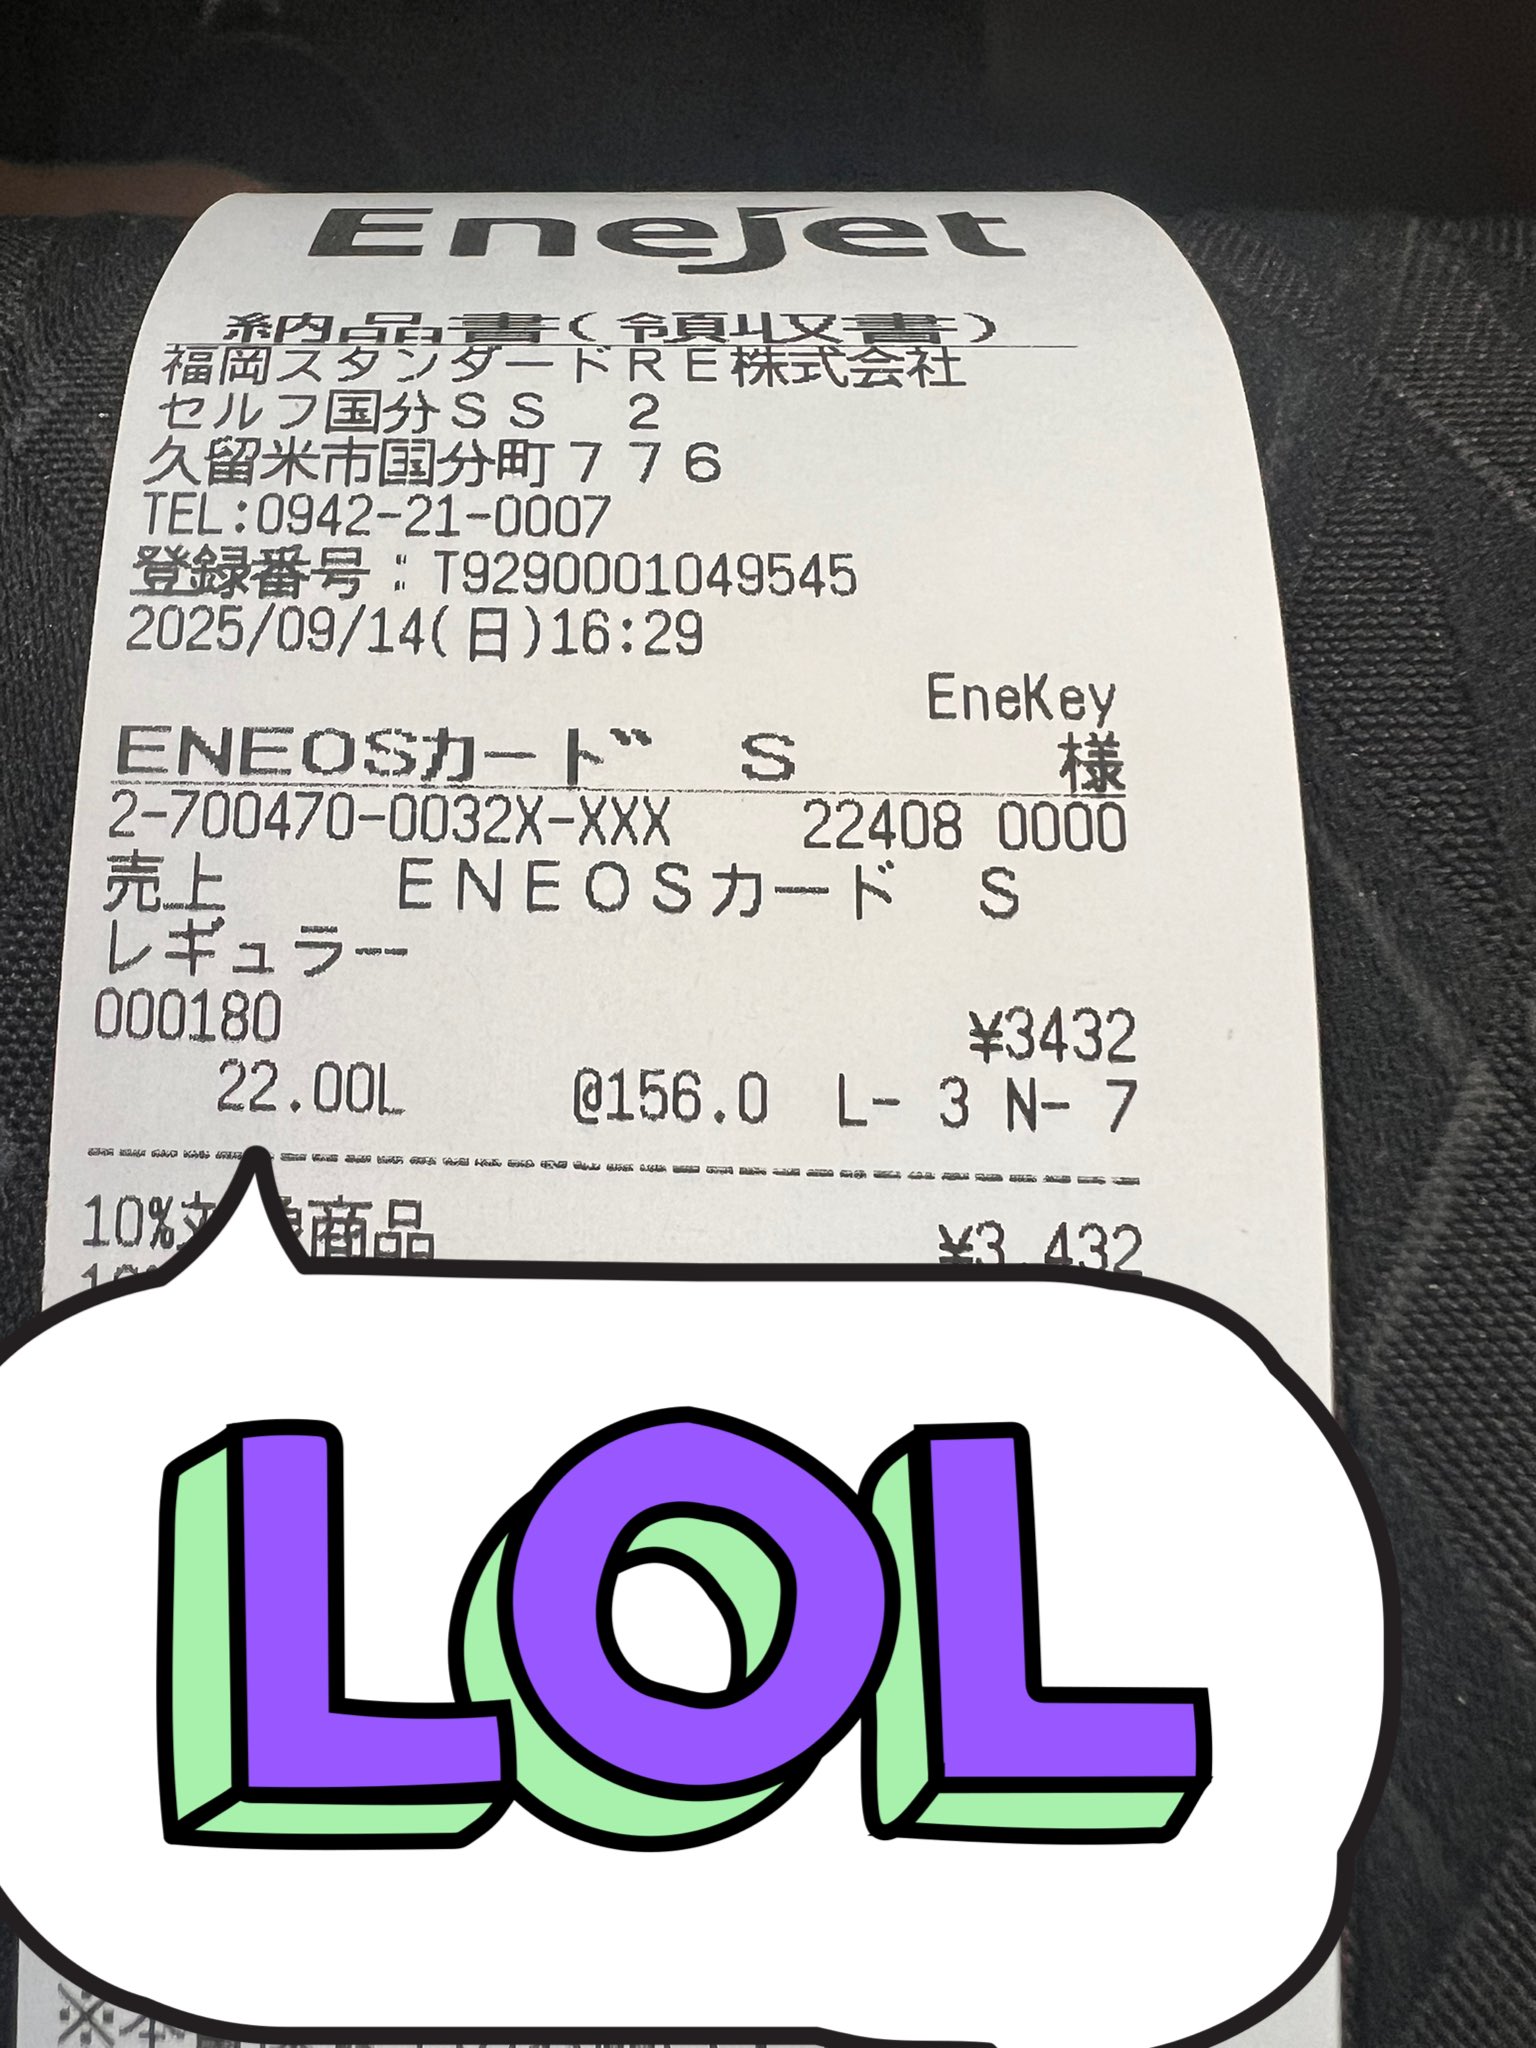 EneJet
納品書(領収書)
福岡スタンダードRE株式会社
セルフ国分SS 2
久留米市国分町776
TEL:0942-21-0007
登録番号:T9290001049545
2025/09/14(日)16:29
EneKey
ENEOSカード S 様
2-700470-0032X-XXX 22408 0000
売上 ENEOSカード S
レギュラー
000180 ¥3432
22.00L @156.0 L- 3 N- 7
10%対象商品 ¥3,432
LOL